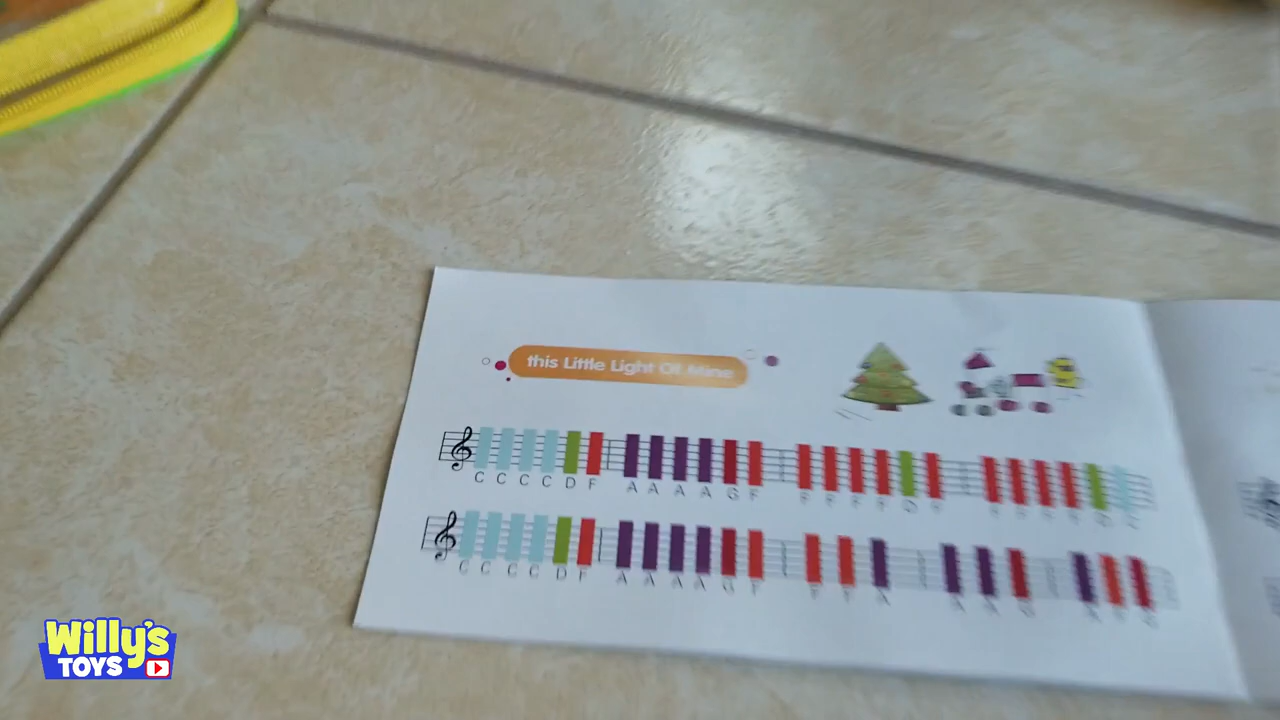 this Little Light Of Mine
C C C C D F A A A A G F F F F F D F
C C C C D F A A A A G F F F A A A G
Willy's
TOYS